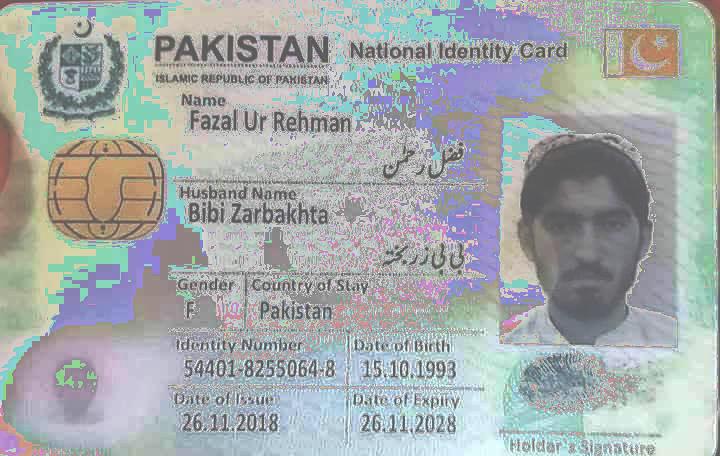 PAKISTAN National Identity Card
ISLAMIC REPUBLIC OF PAKISTAN
Name
Fazal Ur Rehman
فضل رحمٰن
Husband Name
Bibi Zarbakhta
بی بی زربختہ
Gender Country of Stay
F Pakistan
Identity Number Date of Birth
54401-8255064-8 15.10.1993
Date of Issue Date of Expiry
26.11.2018 26.11.2028
Holdar's Signature